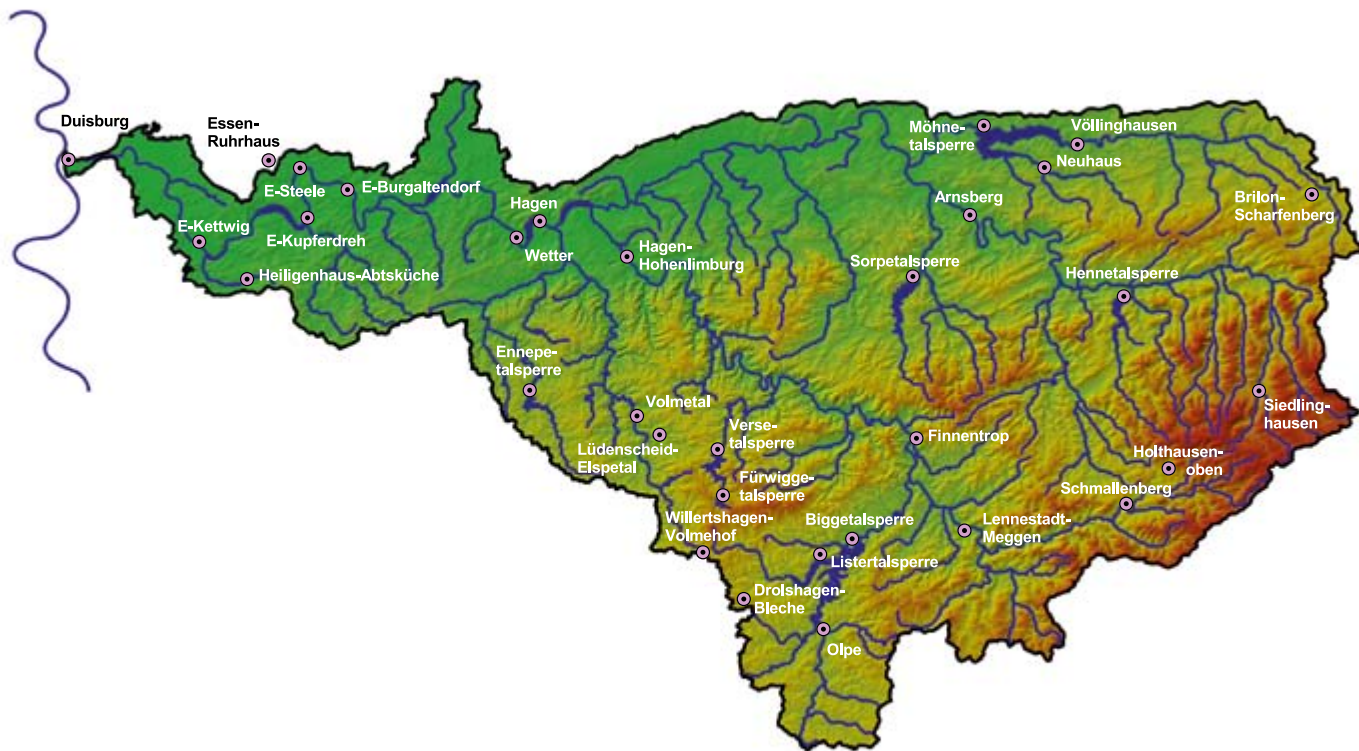 Duisburg
Essen-
Ruhrhaus
E-Steele
E-Burgaltendorf
E-Kettwig
E-Kupferdreh
Heiligenhaus-Abtsküche
Hagen
Wetter
Hagen-
Hohenlimburg
Möhne-
talsperre
Völlinghausen
Neuhaus
Arnsberg
Brilon-
Scharfenberg
Sorpetalsperre
Hennetalsperre
Ennepe-
talsperre
Volmetal
Lüdenscheid-
Elspetal
Verse-
talsperre
Fürwigge-
talsperre
Finnentrop
Siedling-
hausen
Holthausen-
oben
Schmallenberg
Willertshagen-
Volmehof
Biggetalsperre
Listertalsperre
Lennestadt-
Meggen
Drolshagen-
Bleche
Olpe